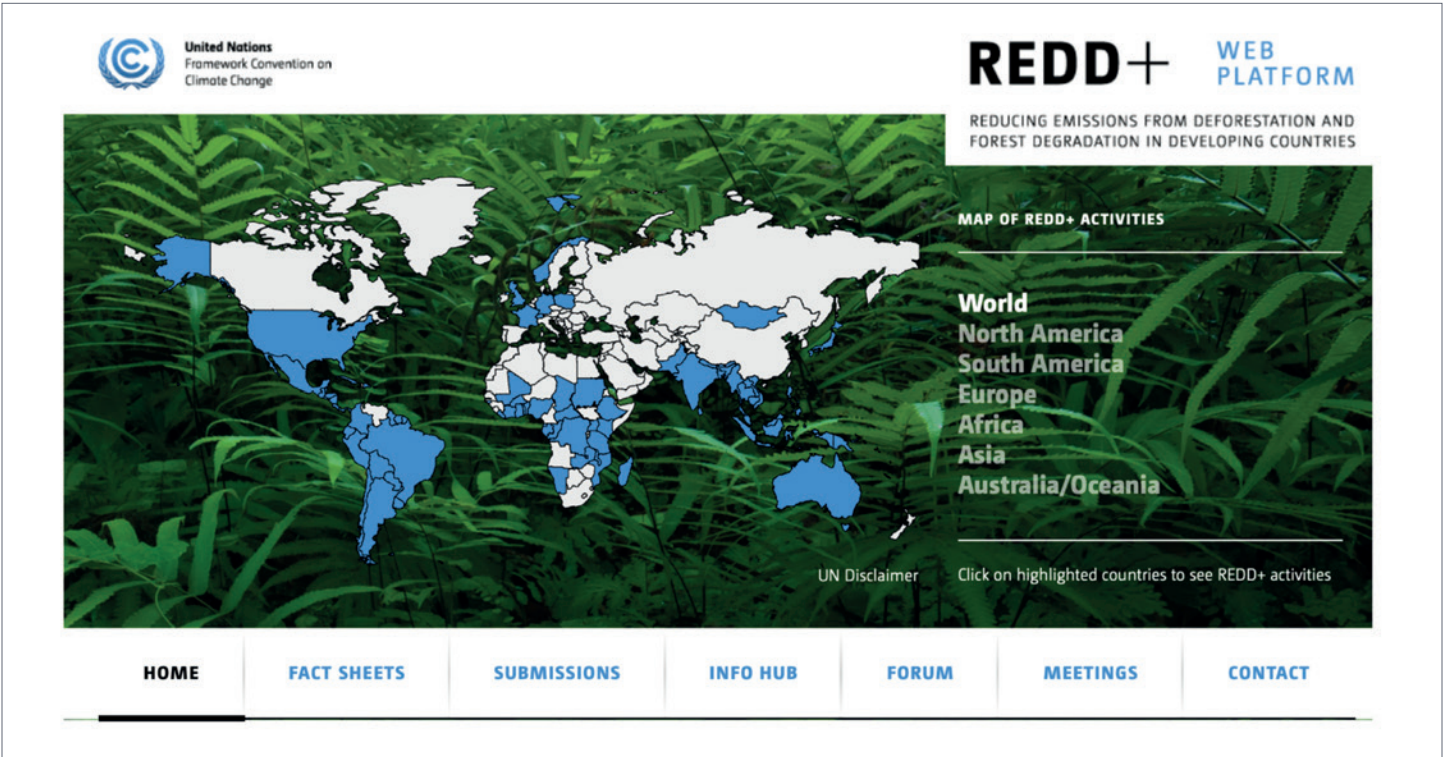 United Nations
Framework Convention on
Climate Change
REDD+
WEB
PLATFORM
REDUCING EMISSIONS FROM DEFORESTATION AND
FOREST DEGRADATION IN DEVELOPING COUNTRIES
MAP OF REDD+ ACTIVITIES
World
North America
South America
Europe
Africa
Asia
Australia/Oceania
UN Disclaimer
Click on highlighted countries to see REDD+ activities
HOME
FACT SHEETS
SUBMISSIONS
INFO HUB
FORUM
MEETINGS
CONTACT